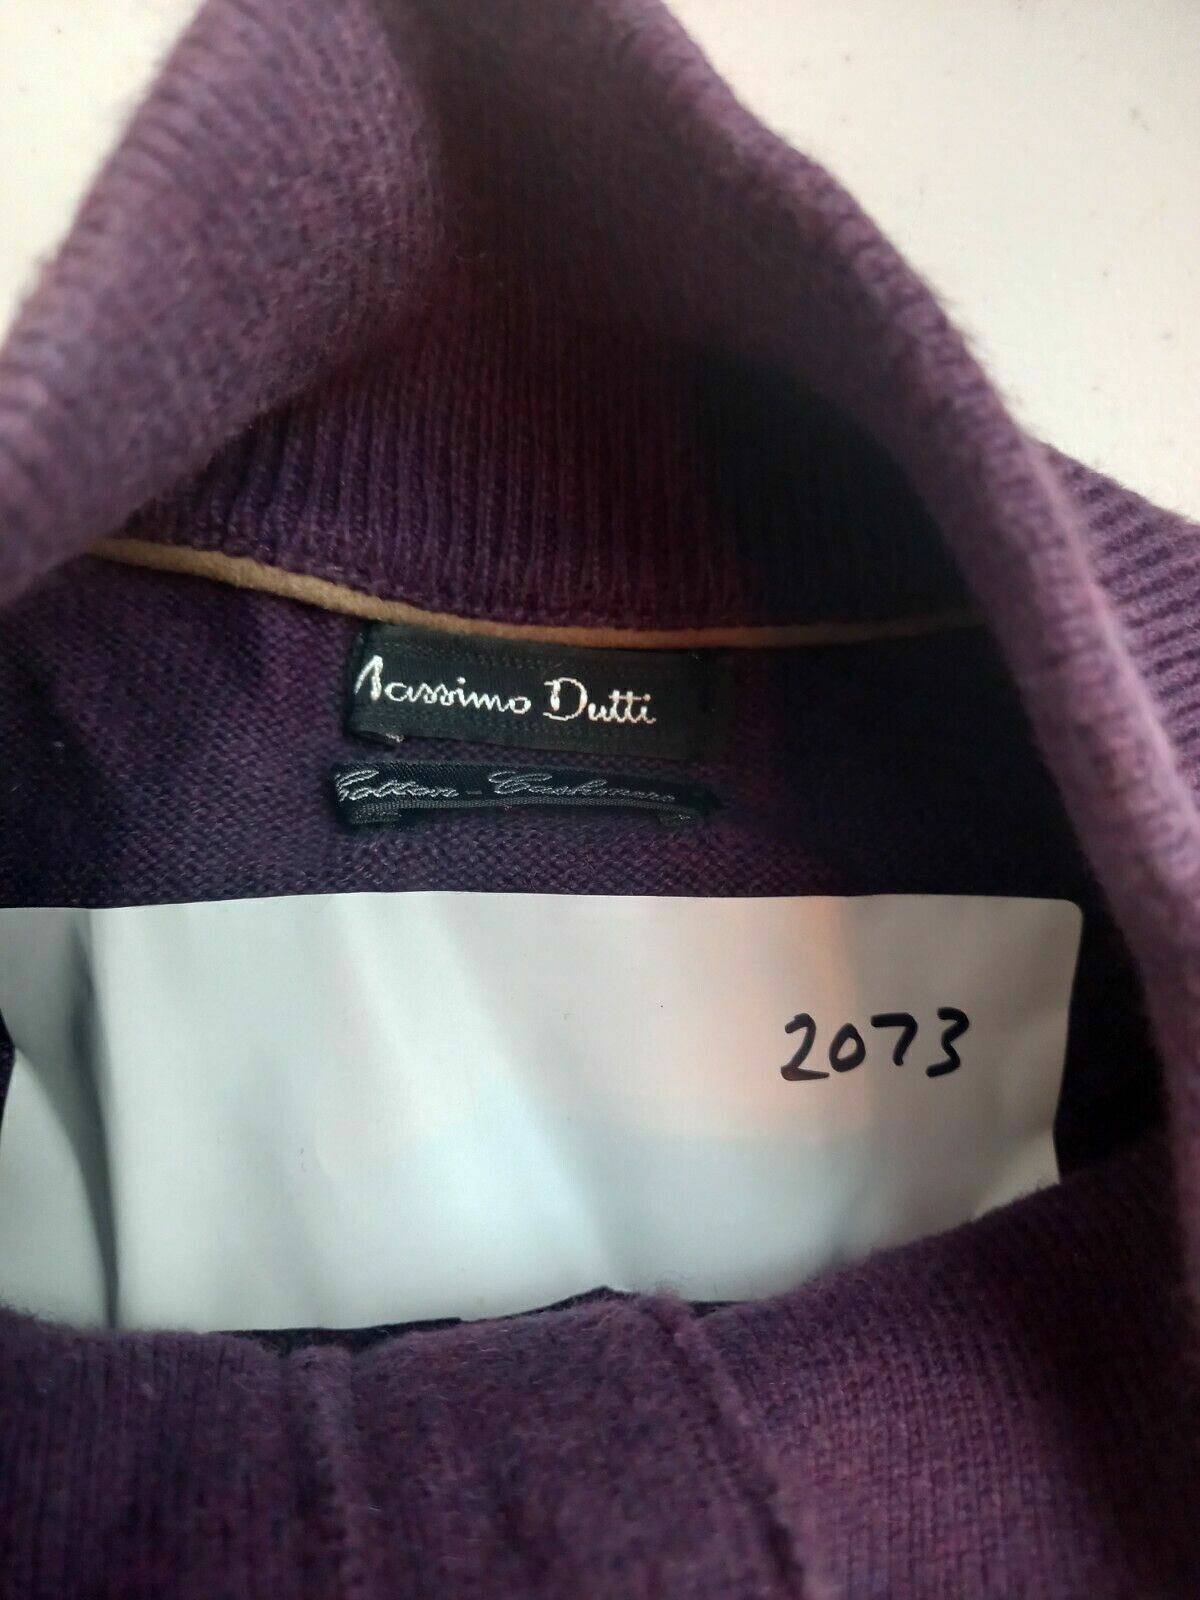 Massimo Dutti
Cotton - Cashmere
2073